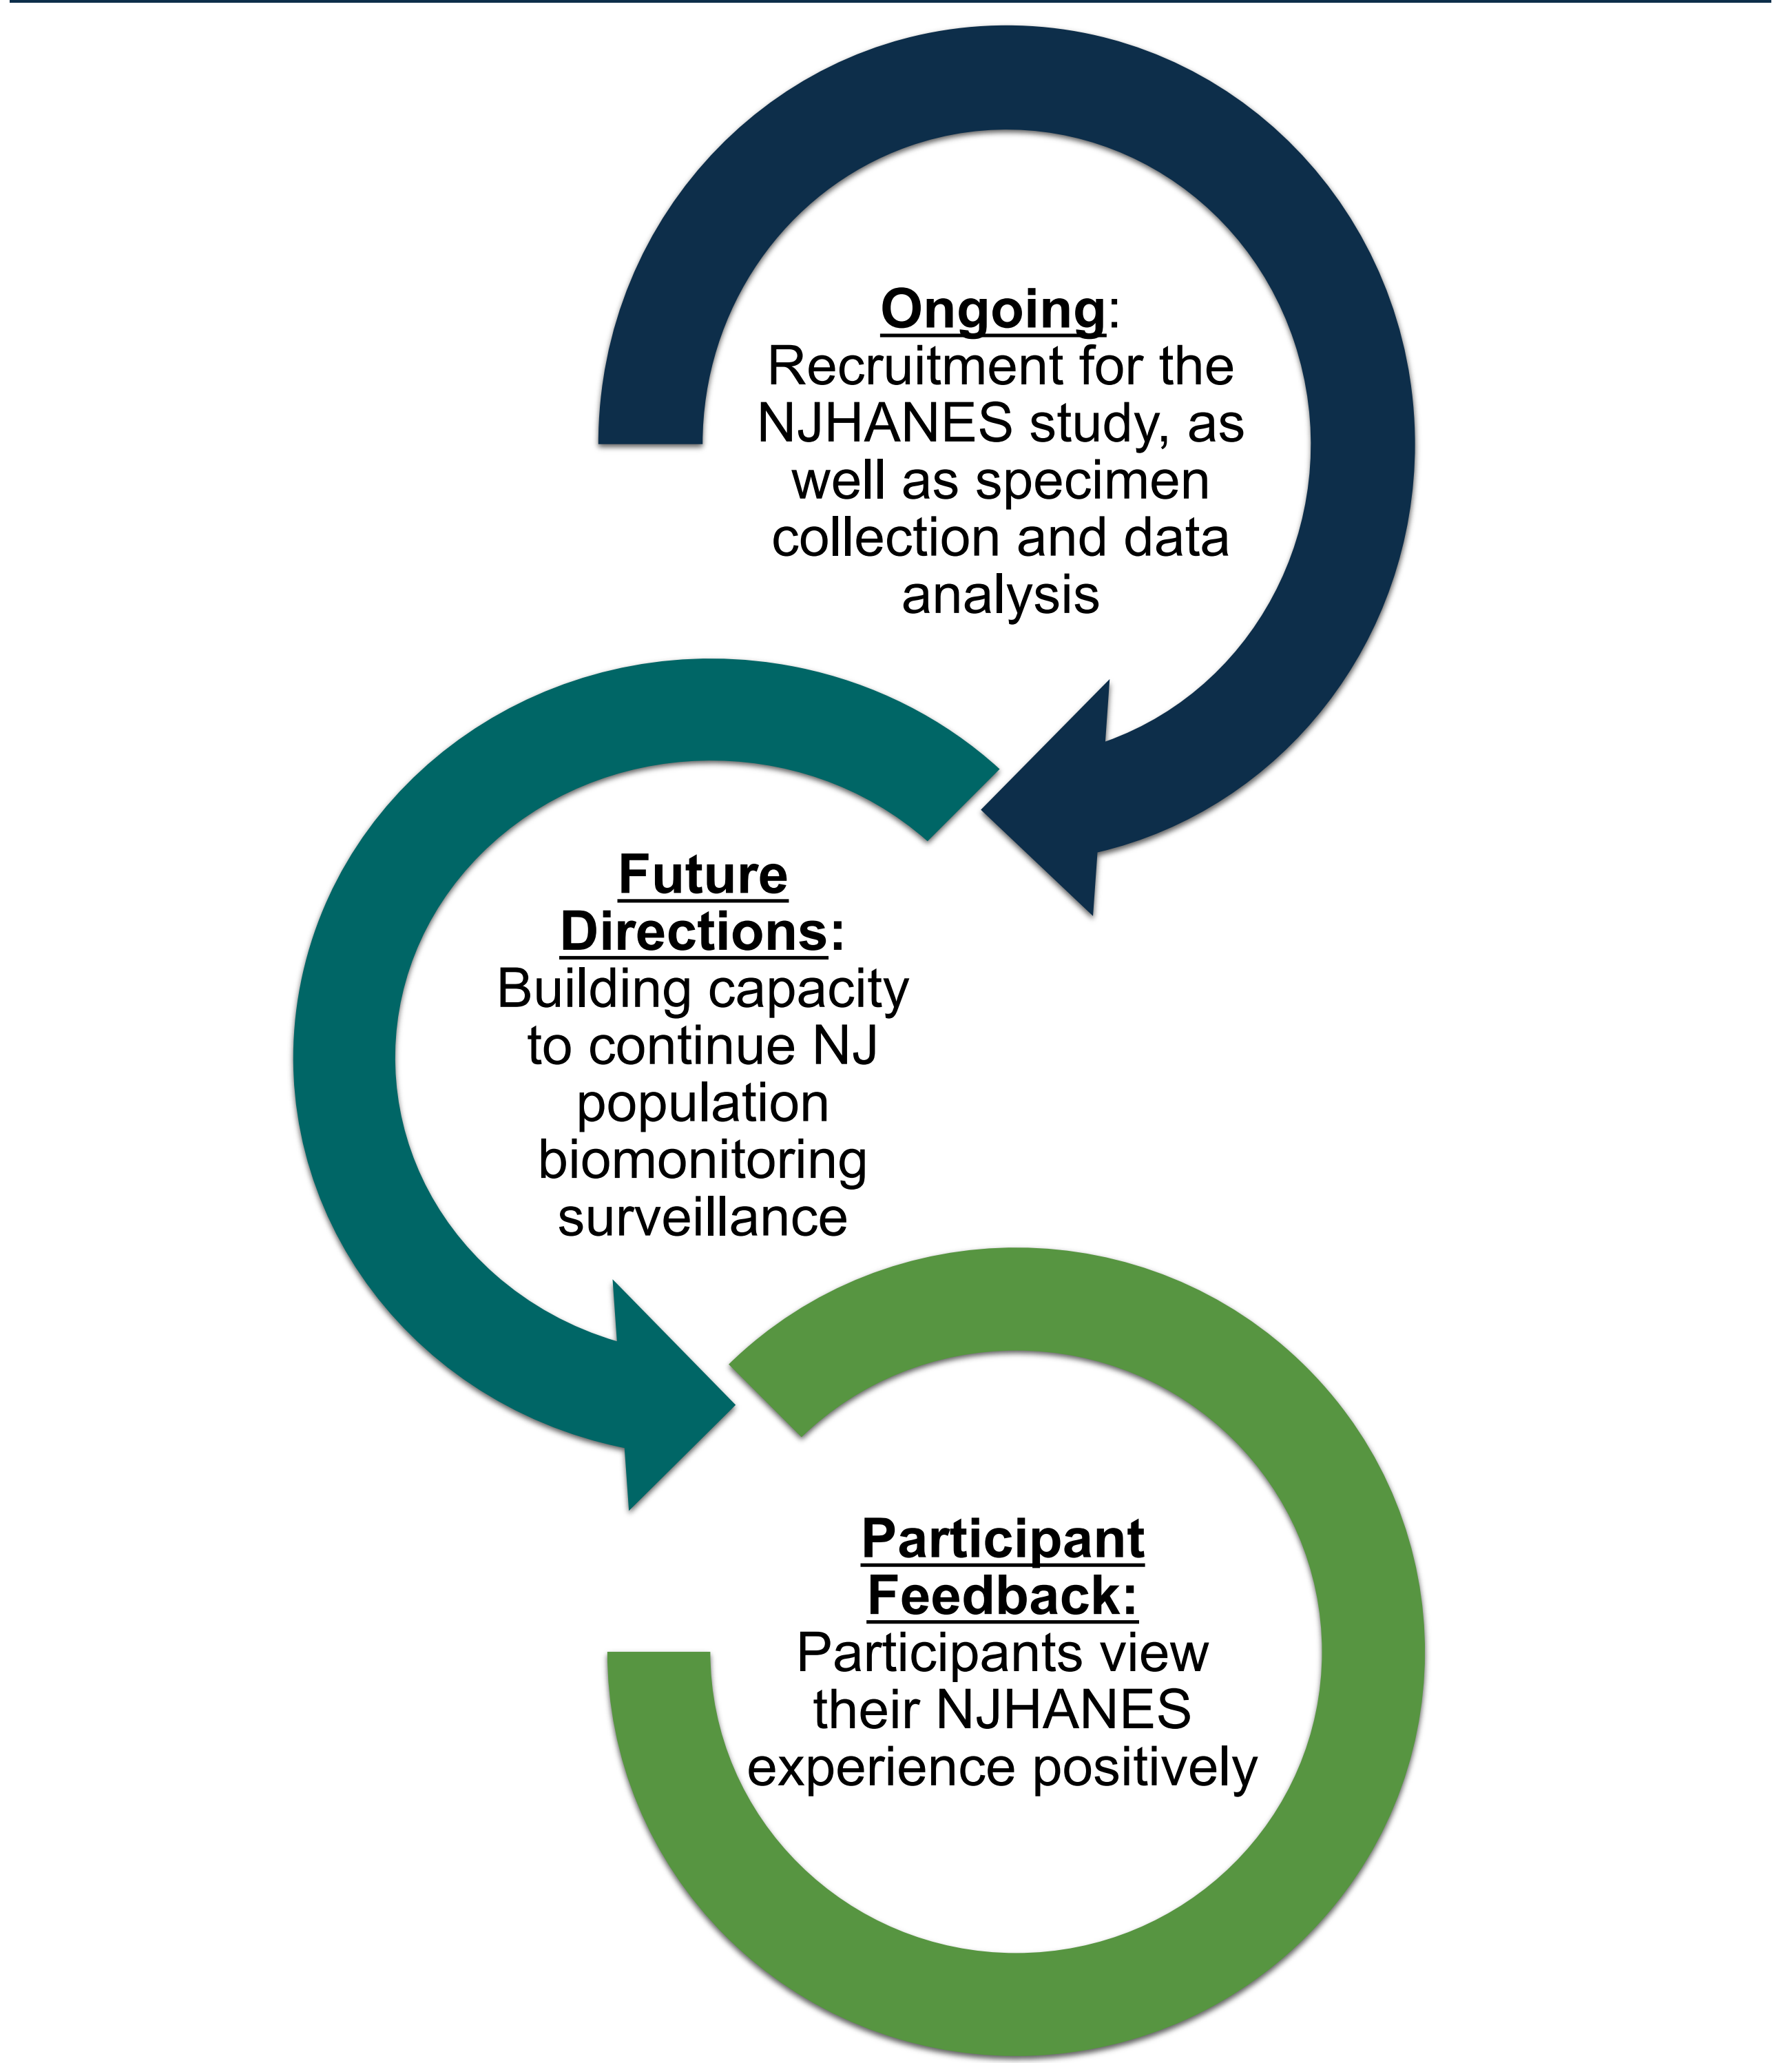 Ongoing:
Recruitment for the
NJHANES study, as
well as specimen
collection and data
analysis
Future
Directions:
Building capacity
to continue NJ
population
biomonitoring
surveillance
Participant
Feedback:
Participants view
their NJHANES
experience positively